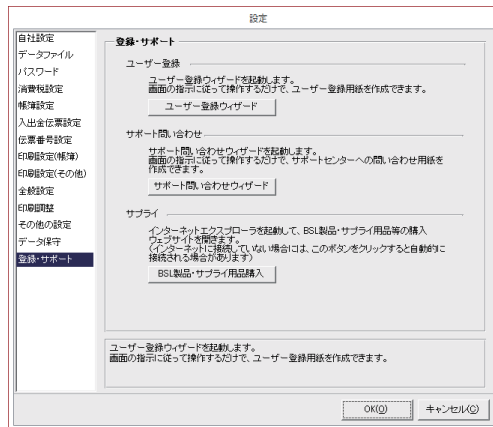 設定
自社設定
データファイル
パスワード
消費税設定
帳簿設定
入出金伝票設定
伝票番号設定
印刷設定(帳簿)
印刷設定(その他)
全般設定
印刷調整
その他の設定
データ保守
登録・サポート
登録・サポート
ユーザー登録
ユーザー登録ウィザードを起動します。
画面の指示に従って操作するだけで、ユーザー登録用紙を作成できます。
ユーザー登録ウィザード
サポート問い合わせ
サポート問い合わせウィザードを起動します。
画面の指示に従って操作するだけで、サポートセンターへの問い合わせ用紙を
作成できます。
サポート問い合わせウィザード
サプライ
インターネットエクスプローラを起動して、BSL製品・サプライ用品等の購入
ウェブサイトを開きます。
(インターネットに接続していない場合には、このボタンをクリックすると自動的に
接続される場合があります)
BSL製品・サプライ用品購入
ユーザー登録ウィザードを起動します。
画面の指示に従って操作するだけで、ユーザー登録用紙を作成できます。
OK(O)
キャンセル(C)